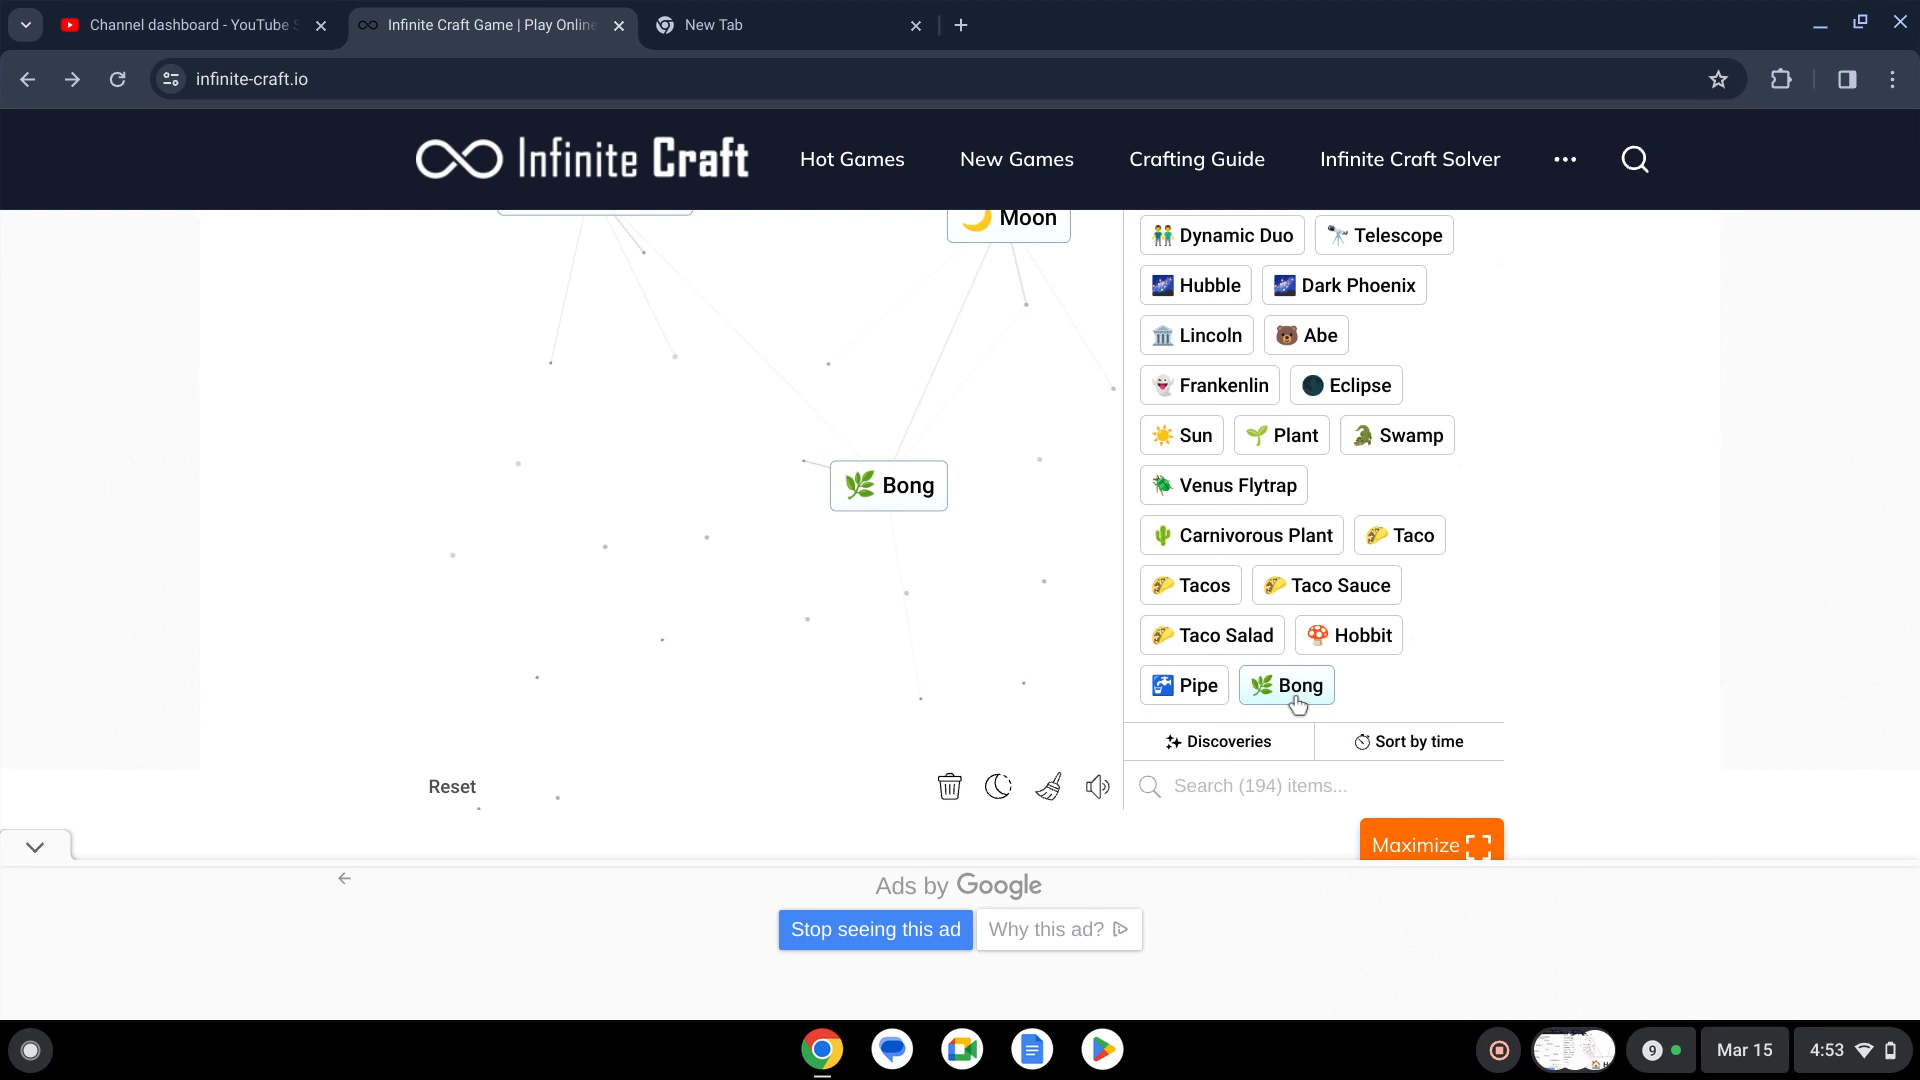 Channel dashboard - YouTube S
Infinite Craft Game | Play Online
New Tab
infinite-craft.io
Infinite Craft
Hot Games
New Games
Crafting Guide
Infinite Craft Solver
Moon
Bong
Dynamic Duo
Telescope
Hubble
Dark Phoenix
Lincoln
Abe
Frankenlin
Eclipse
Sun
Plant
Swamp
Venus Flytrap
Carnivorous Plant
Taco
Tacos
Taco Sauce
Taco Salad
Hobbit
Pipe
Bong
Discoveries
Sort by time
Reset
Search (194) items...
Maximize
Ads by Google
Stop seeing this ad
Why this ad?
9
Mar 15
4:53